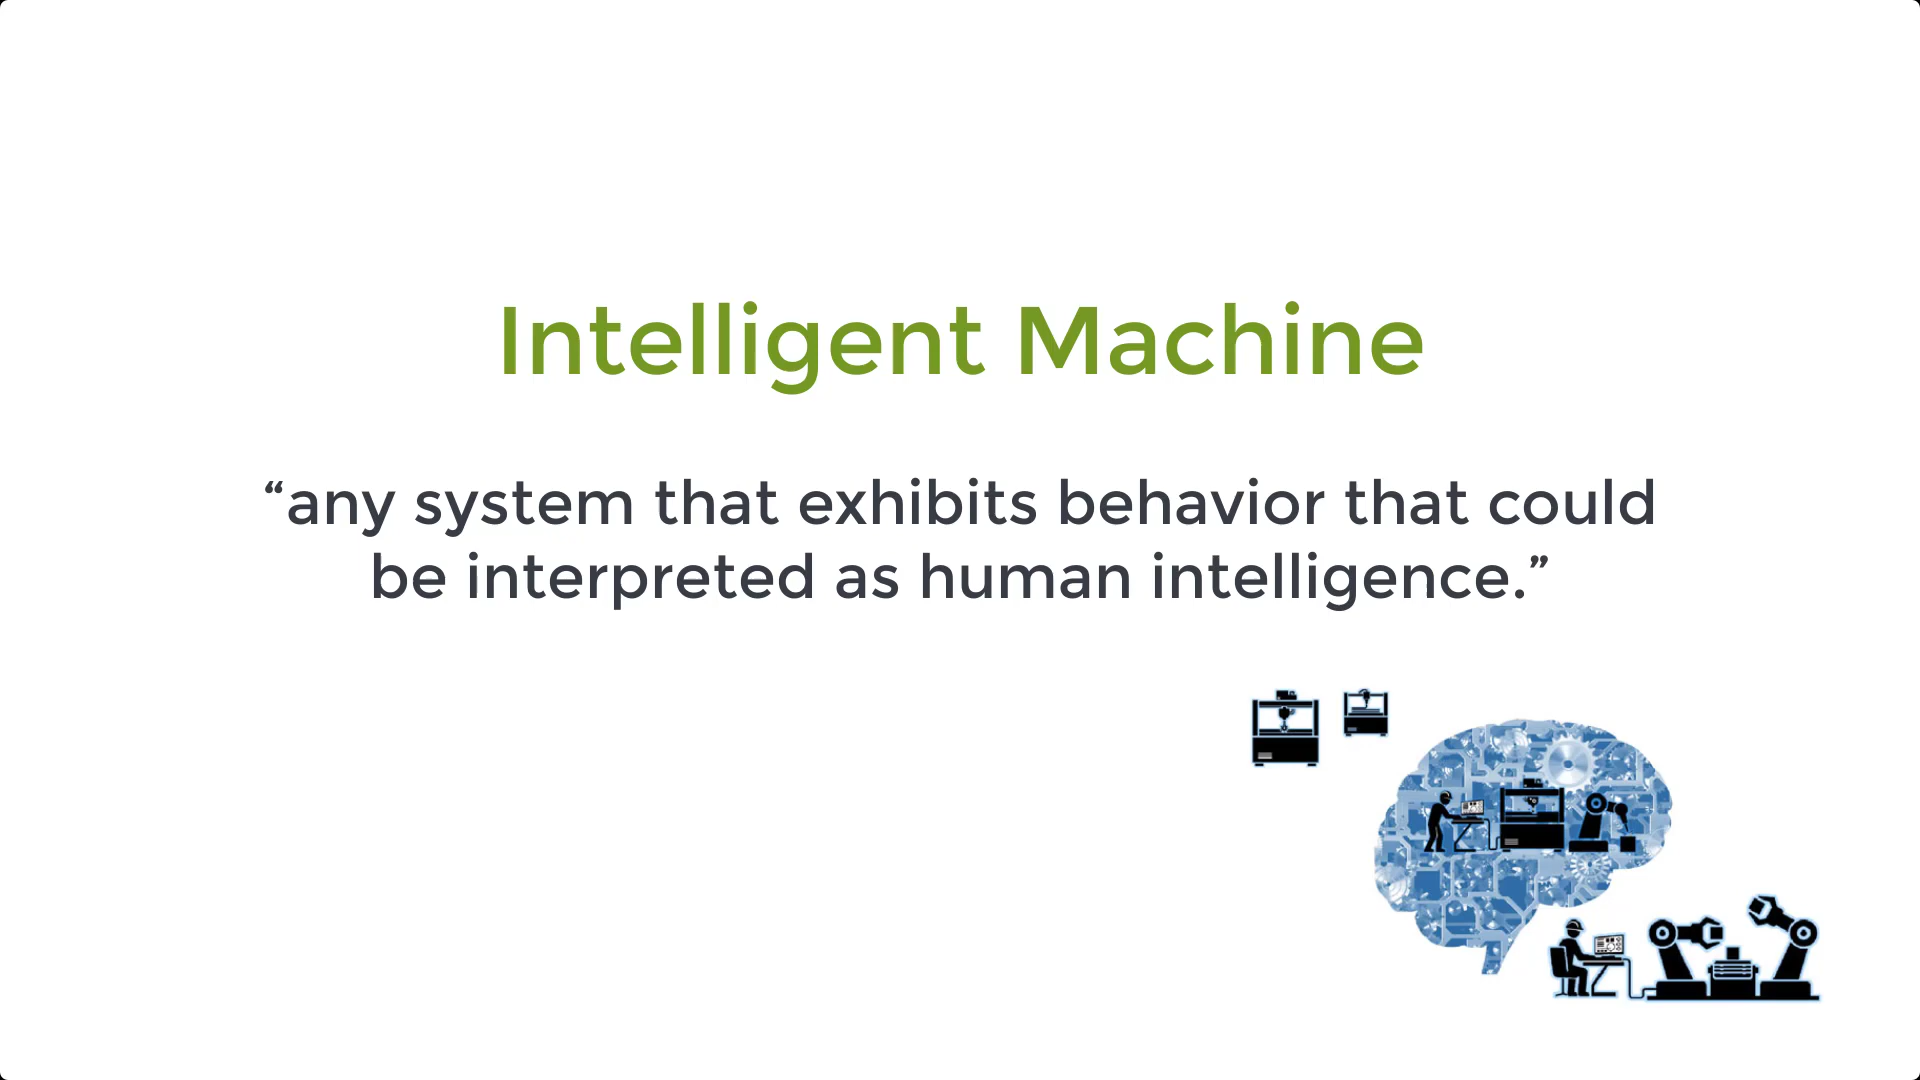 Intelligent Machine
“any system that exhibits behavior that could
be interpreted as human intelligence.”